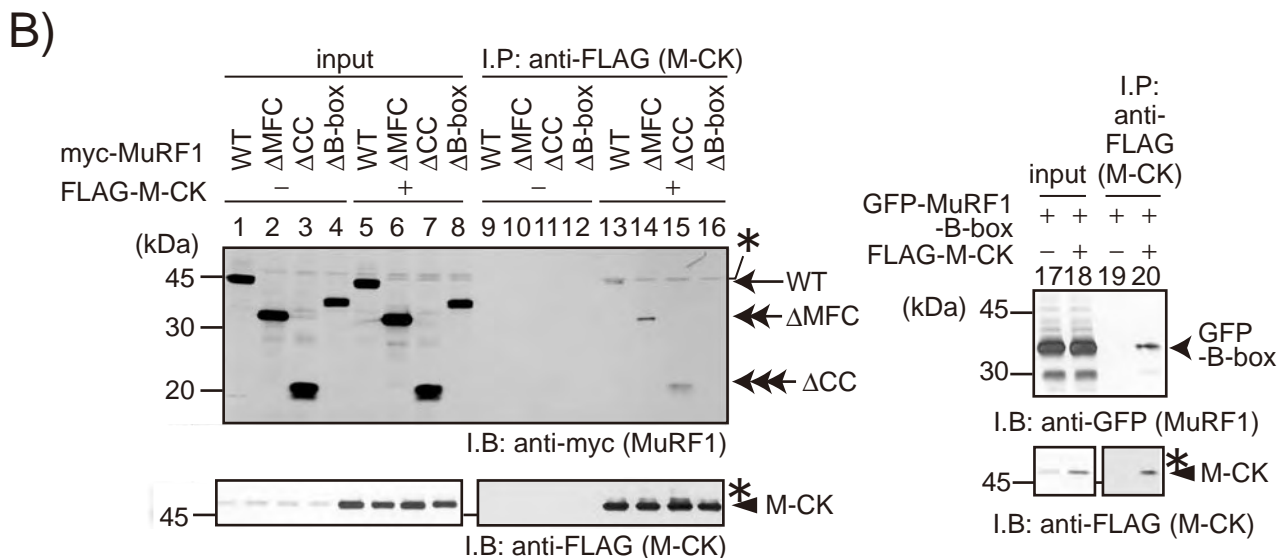 B)
input
I.P: anti-FLAG (M-CK)
myc-MuRF1
WT ΔMFC ΔCC ΔB-box WT ΔMFC ΔCC ΔB-box WT ΔMFC ΔCC ΔB-box WT ΔMFC ΔCC ΔB-box
FLAG-M-CK − + − +
1 2 3 4 5 6 7 8 9 10 11 12 13 14 15 16
(kDa)
*
45
WT
30
ΔMFC
20
ΔCC
I.B: anti-myc (MuRF1)
*
45
M-CK
I.B: anti-FLAG (M-CK)
I.P:
anti-
FLAG
input (M-CK)
GFP-MuRF1
-B-box
+ + + +
FLAG-M-CK − + − +
17 18 19 20
(kDa)
45
GFP
-B-box
30
I.B: anti-GFP (MuRF1)
*
45
M-CK
I.B: anti-FLAG (M-CK)